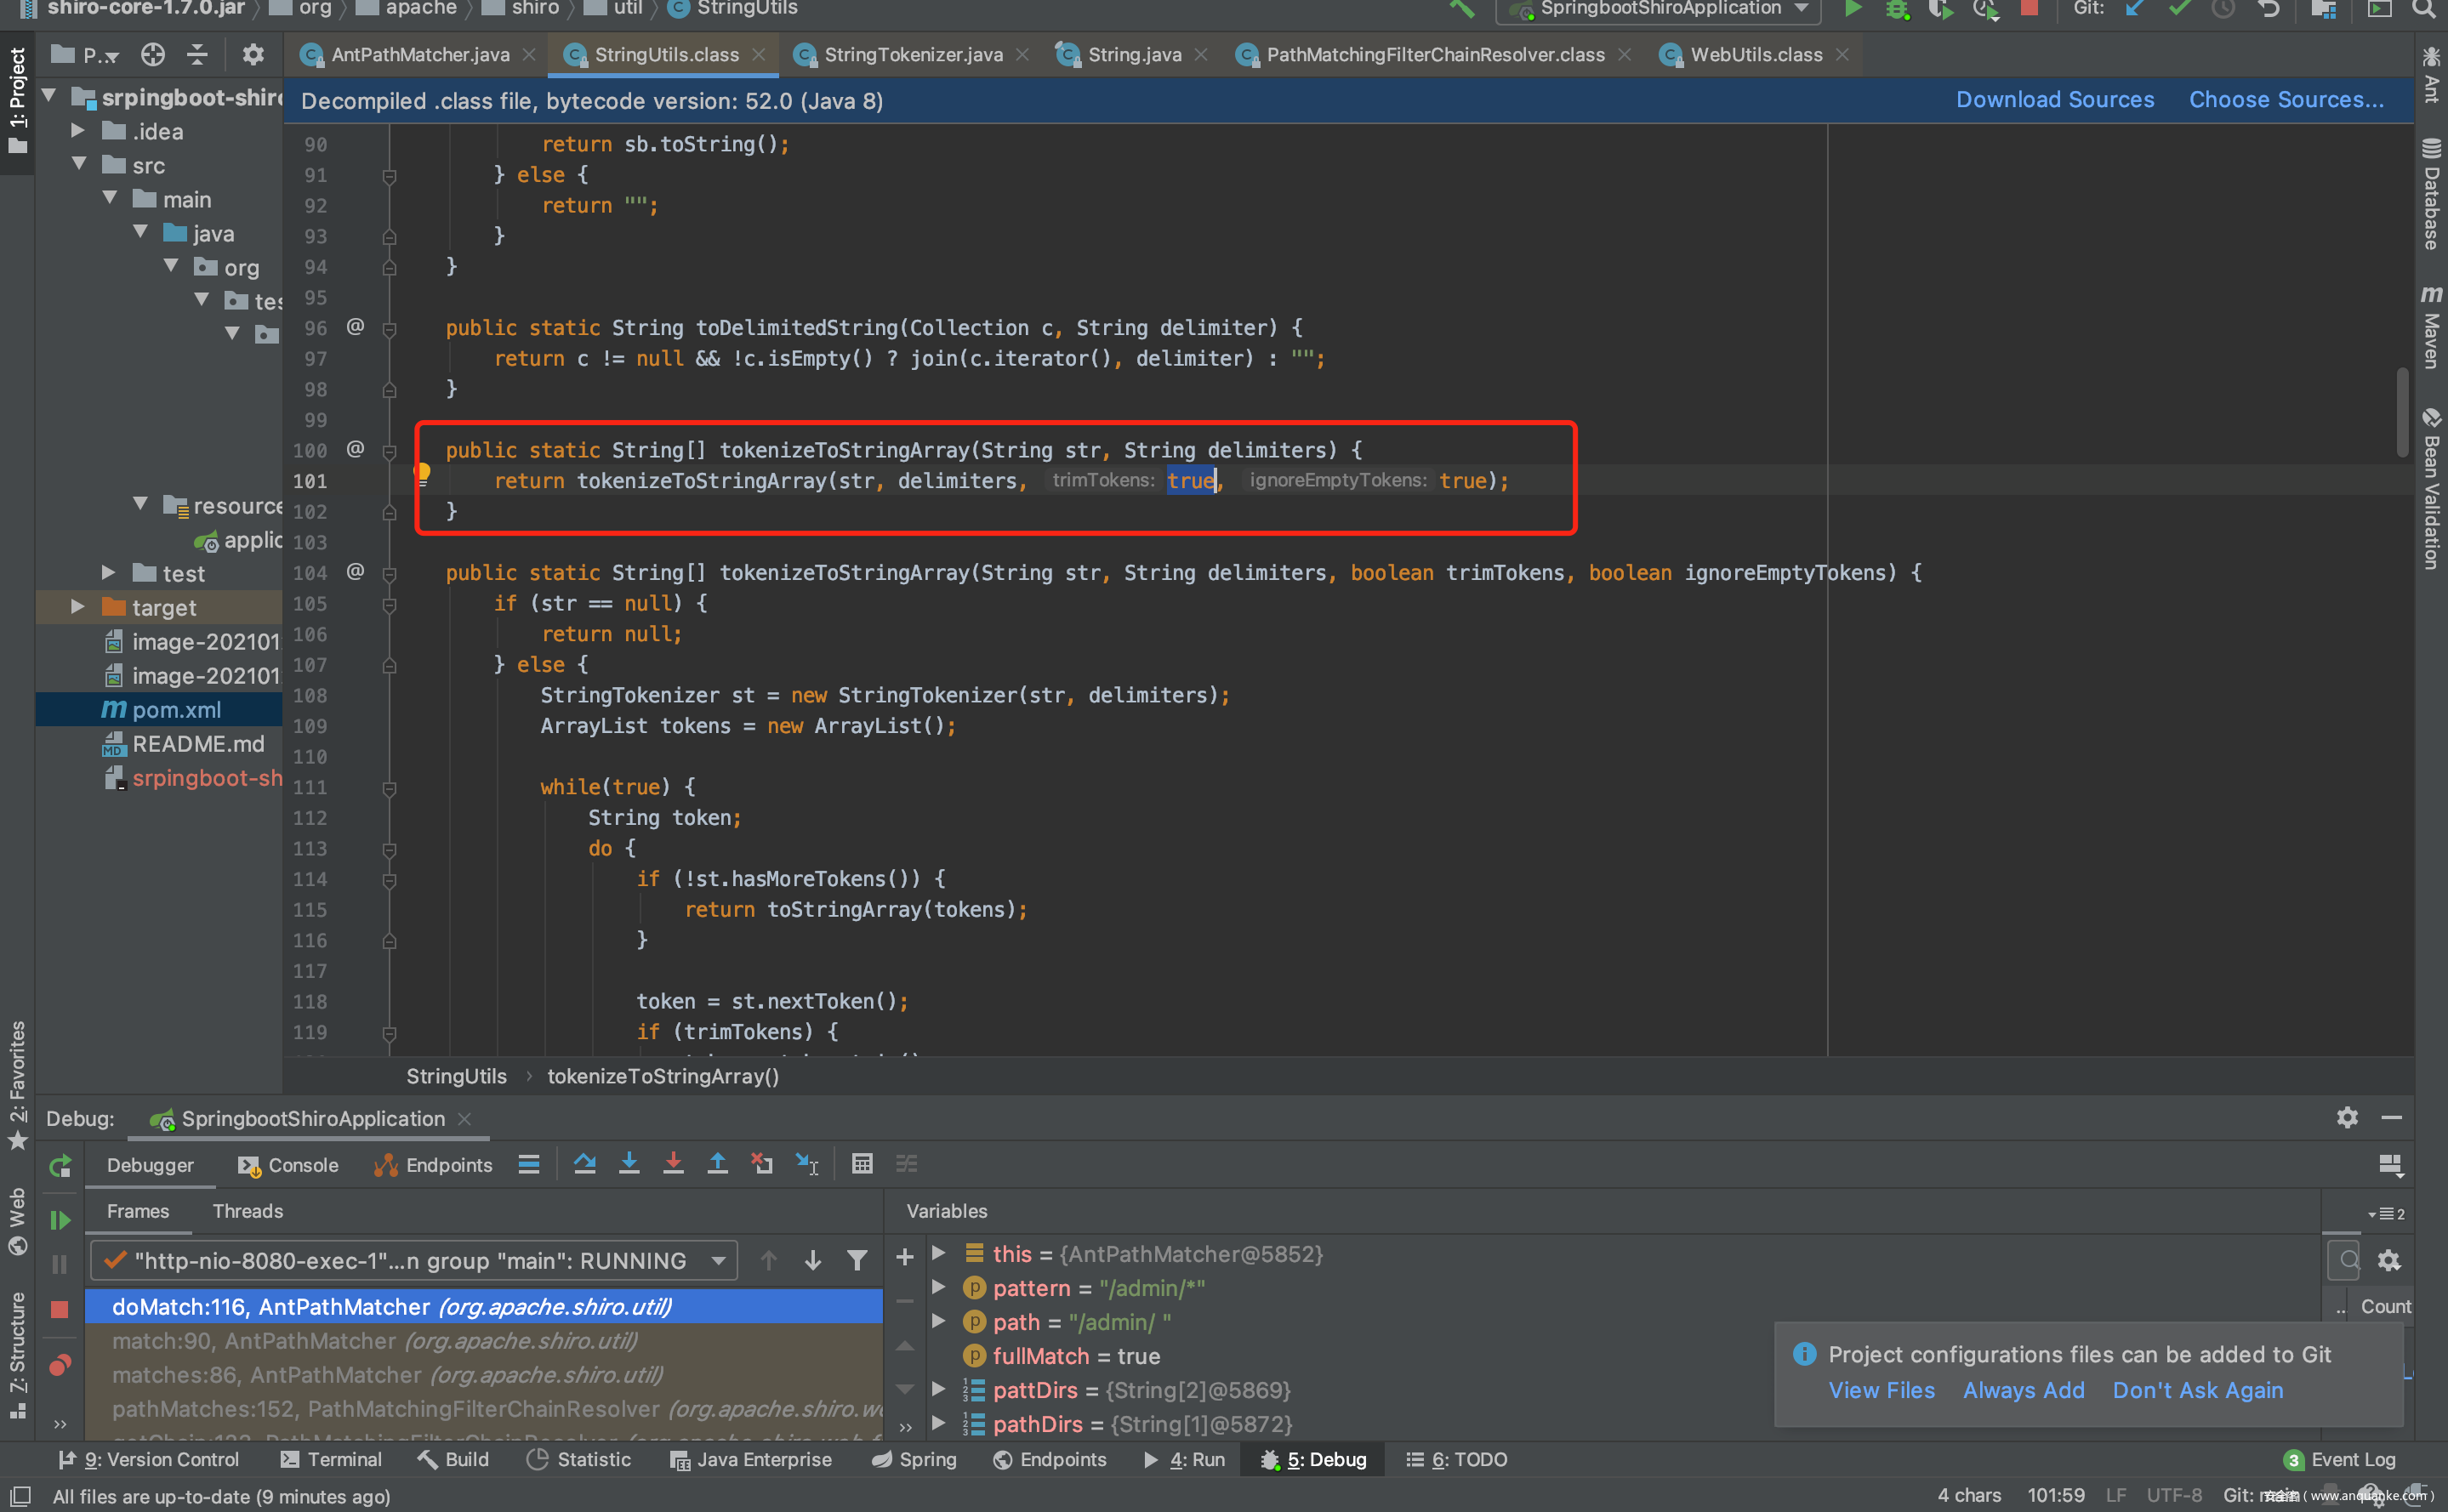 shiro-core-1.7.0.jar org apache shiro util StringUtils
SpringbootShiroApplication Git:
P.. AntPathMatcher.java StringUtils.class StringTokenizer.java String.java PathMatchingFilterChainResolver.class WebUtils.class
Decompiled .class file, bytecode version: 52.0 (Java 8) Download Sources Choose Sources...
1: Project
2: Favorites
Web
7: Structure
Ant
Database
Maven
Bean Validation
srpingboot-shiro
.idea
src
main
java
org
tes
resource
applic
test
target
image-202101
image-202101
pom.xml
README.md
srpingboot-sh
90 return sb.toString();
91 } else {
92 return "";
93 }
94 }
95
96 @ public static String toDelimitedString(Collection c, String delimiter) {
97 return c != null && !c.isEmpty() ? join(c.iterator(), delimiter) : "";
98 }
99
100 @ public static String[] tokenizeToStringArray(String str, String delimiters) {
101 return tokenizeToStringArray(str, delimiters, trimTokens: true, ignoreEmptyTokens: true);
102 }
103
104 @ public static String[] tokenizeToStringArray(String str, String delimiters, boolean trimTokens, boolean ignoreEmptyTokens) {
105 if (str == null) {
106 return null;
107 } else {
108 StringTokenizer st = new StringTokenizer(str, delimiters);
109 ArrayList tokens = new ArrayList();
110
111 while(true) {
112 String token;
113 do {
114 if (!st.hasMoreTokens()) {
115 return toStringArray(tokens);
116 }
117
118 token = st.nextToken();
119 if (trimTokens) {
StringUtils › tokenizeToStringArray()
Debug: SpringbootShiroApplication
Debugger Console Endpoints
Frames Threads
"http-nio-8080-exec-1"...n group "main": RUNNING
doMatch:116, AntPathMatcher (org.apache.shiro.util)
match:90, AntPathMatcher (org.apache.shiro.util)
matches:86, AntPathMatcher (org.apache.shiro.util)
pathMatches:152, PathMatchingFilterChainResolver (org.apache.shiro.we
Variables
this = {AntPathMatcher@5852}
pattern = "/admin/*"
path = "/admin/ "
fullMatch = true
pattDirs = {String[2]@5869}
pathDirs = {String[1]@5872}
2
.. Count
Project configurations files can be added to Git
View Files Always Add Don't Ask Again
9: Version Control Terminal Build Statistic Java Enterprise Spring Endpoints 4: Run 5: Debug 6: TODO 3 Event Log
All files are up-to-date (9 minutes ago) 4 chars 101:59 LF UTF-8 Git:
(www.anquanke.com)